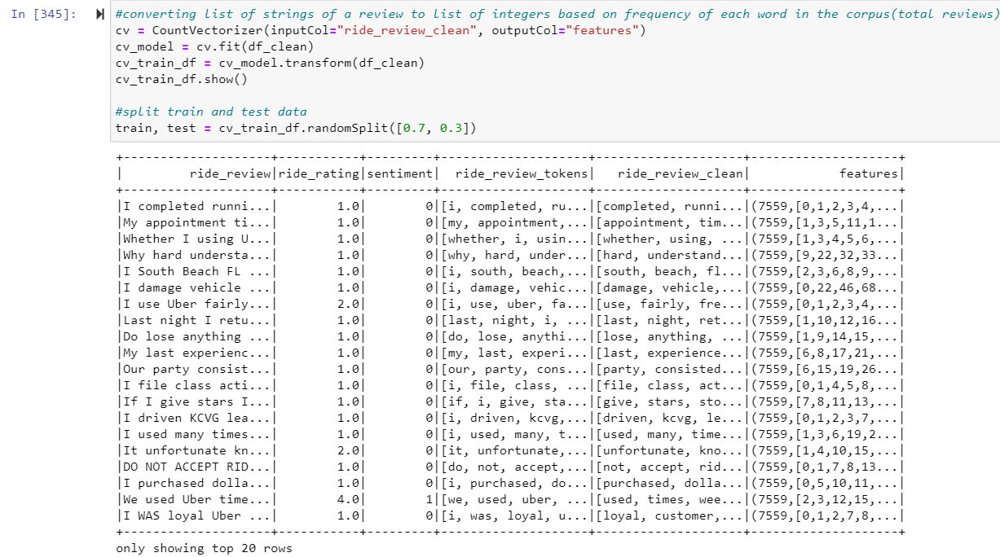 In [345]:
#converting list of strings of a review to list of integers based on frequency of each word in the corpus(total reviews)
cv = CountVectorizer(inputCol="ride_review_clean", outputCol="features")
cv_model = cv.fit(df_clean)
cv_train_df = cv_model.transform(df_clean)
cv_train_df.show()

#split train and test data
train, test = cv_train_df.randomSplit([0.7, 0.3])
+--------------------+-----------+---------+--------------------+--------------------+--------------------+
|         ride_review|ride_rating|sentiment|  ride_review_tokens|   ride_review_clean|            features|
+--------------------+-----------+---------+--------------------+--------------------+--------------------+
|I completed runni...|        1.0|        0|[i, completed, ru...|[completed, runni...|(7559,[0,1,2,3,4,...|
|My appointment ti...|        1.0|        0|[my, appointment,...|[appointment, tim...|(7559,[1,3,5,11,1...|
|Whether I using U...|        1.0|        0|[whether, i, usin...|[whether, using, ...|(7559,[1,3,4,5,6,...|
|Why hard understa...|        1.0|        0|[why, hard, under...|[hard, understand...|(7559,[9,22,32,33...|
|I South Beach FL ...|        1.0|        0|[i, south, beach,...|[south, beach, fl...|(7559,[2,3,6,8,9,...|
|I damage vehicle ...|        1.0|        0|[i, damage, vehic...|[damage, vehicle,...|(7559,[0,22,46,68...|
|I use Uber fairly...|        2.0|        0|[i, use, uber, fa...|[use, fairly, fre...|(7559,[0,1,2,3,4,...|
|Last night I retu...|        1.0|        0|[last, night, i, ...|[last, night, ret...|(7559,[1,10,12,16...|
|Do lose anything ...|        1.0|        0|[do, lose, anythi...|[lose, anything, ...|(7559,[1,9,14,15,...|
|My last experienc...|        1.0|        0|[my, last, experi...|[last, experience...|(7559,[6,8,17,21,...|
|Our party consist...|        1.0|        0|[our, party, cons...|[party, consisted...|(7559,[6,15,19,26...|
|I file class acti...|        1.0|        0|[i, file, class, ...|[file, class, act...|(7559,[0,1,4,5,8,...|
|If I give stars I...|        1.0|        0|[if, i, give, sta...|[give, stars, sto...|(7559,[7,8,11,13,...|
|I driven KCVG lea...|        1.0|        0|[i, driven, kcvg,...|[driven, kcvg, le...|(7559,[0,1,2,3,7,...|
|I used many times...|        1.0|        0|[i, used, many, t...|[used, many, time...|(7559,[1,3,6,19,2...|
|It unfortunate kn...|        2.0|        0|[it, unfortunate,...|[unfortunate, kno...|(7559,[1,4,10,15,...|
|DO NOT ACCEPT RID...|        1.0|        0|[do, not, accept,...|[not, accept, rid...|(7559,[0,1,7,8,13...|
|I purchased dolla...|        1.0|        0|[i, purchased, do...|[purchased, dolla...|(7559,[0,5,10,11,...|
|We used Uber time...|        4.0|        1|[we, used, uber, ...|[used, times, wee...|(7559,[2,3,12,15,...|
|I WAS loyal Uber ...|        1.0|        0|[i, was, loyal, u...|[loyal, customer,...|(7559,[0,1,2,7,8,...|
+--------------------+-----------+---------+--------------------+--------------------+--------------------+
only showing top 20 rows